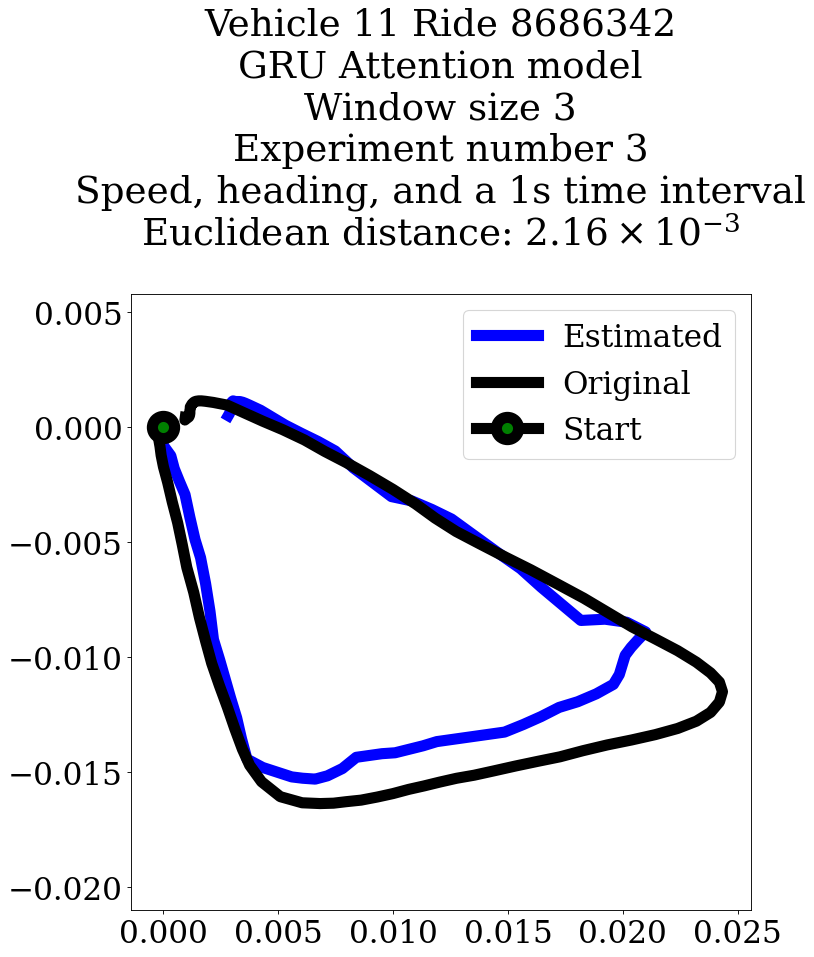 Vehicle 11 Ride 8686342
GRU Attention model
Window size 3
Experiment number 3
Speed, heading, and a 1s time interval
Euclidean distance: 2.16 × 10⁻³
0.005
Estimated
Original
Start
0.000
−0.005
−0.010
−0.015
−0.020
0.000 0.005 0.010 0.015 0.020 0.025